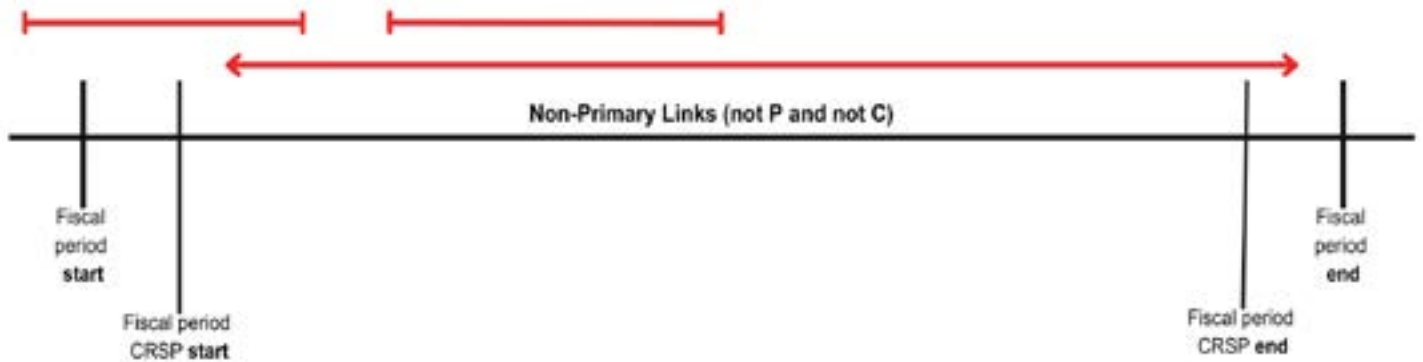 Non-Primary Links (not P and not C)
Fiscal
period
start
Fiscal period
CRSP start
Fiscal period
CRSP end
Fiscal
period
end